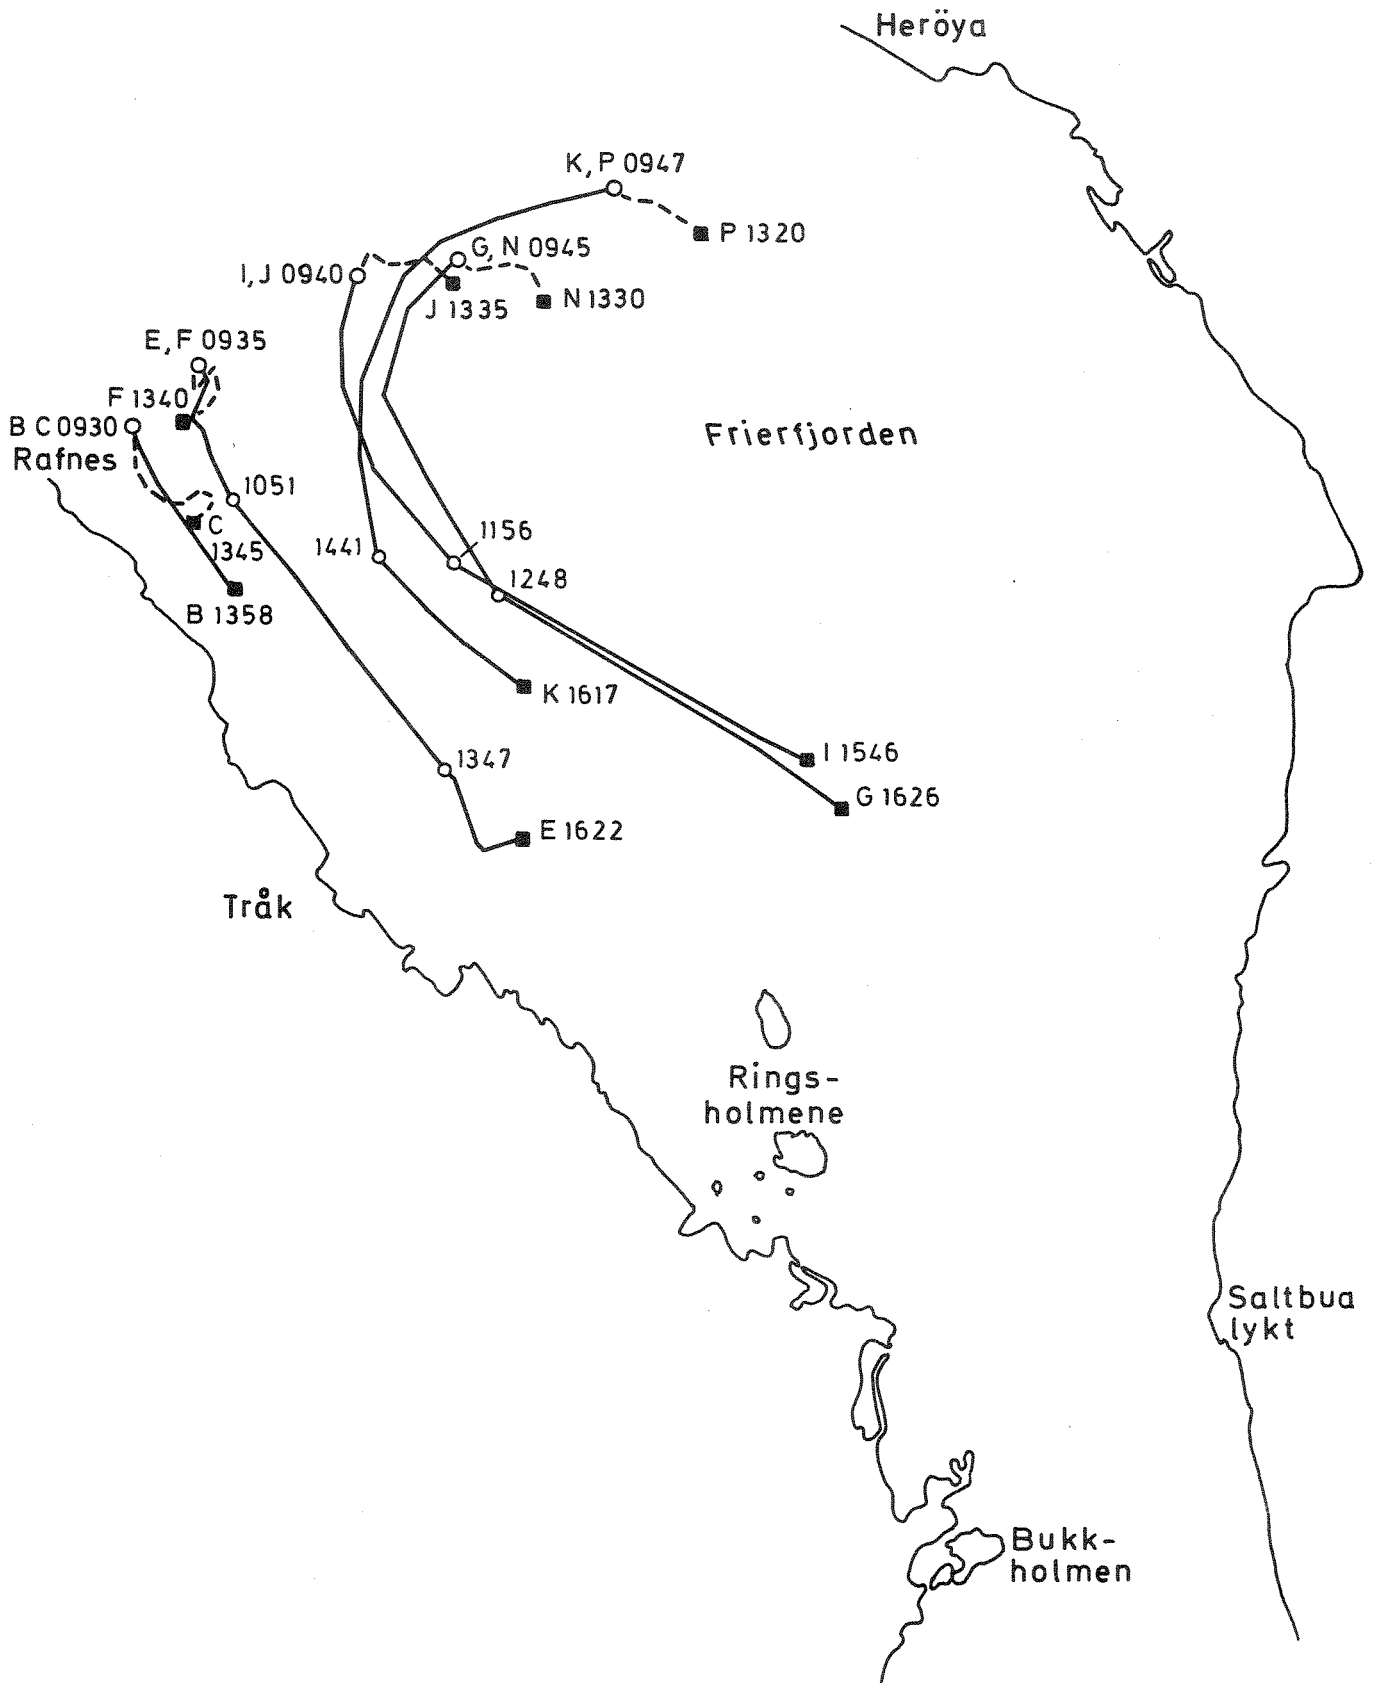 Heröya
K, P 0947
P 1320
G, N 0945
I, J 0940
J 1335
N 1330
E, F 0935
F 1340
B C 0930
Rafnes
Frierfjorden
1051
C
1345
1441
1156
1248
B 1358
K 1617
I 1546
1347
G 1626
E 1622
Tråk
Rings-
holmene
Saltbua
lykt
Bukk-
holmen